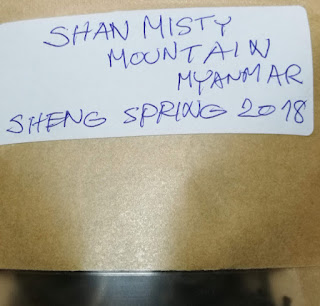 SHAN MISTY
MOUNTAIN
MYANMAR
SHENG SPRING 2018